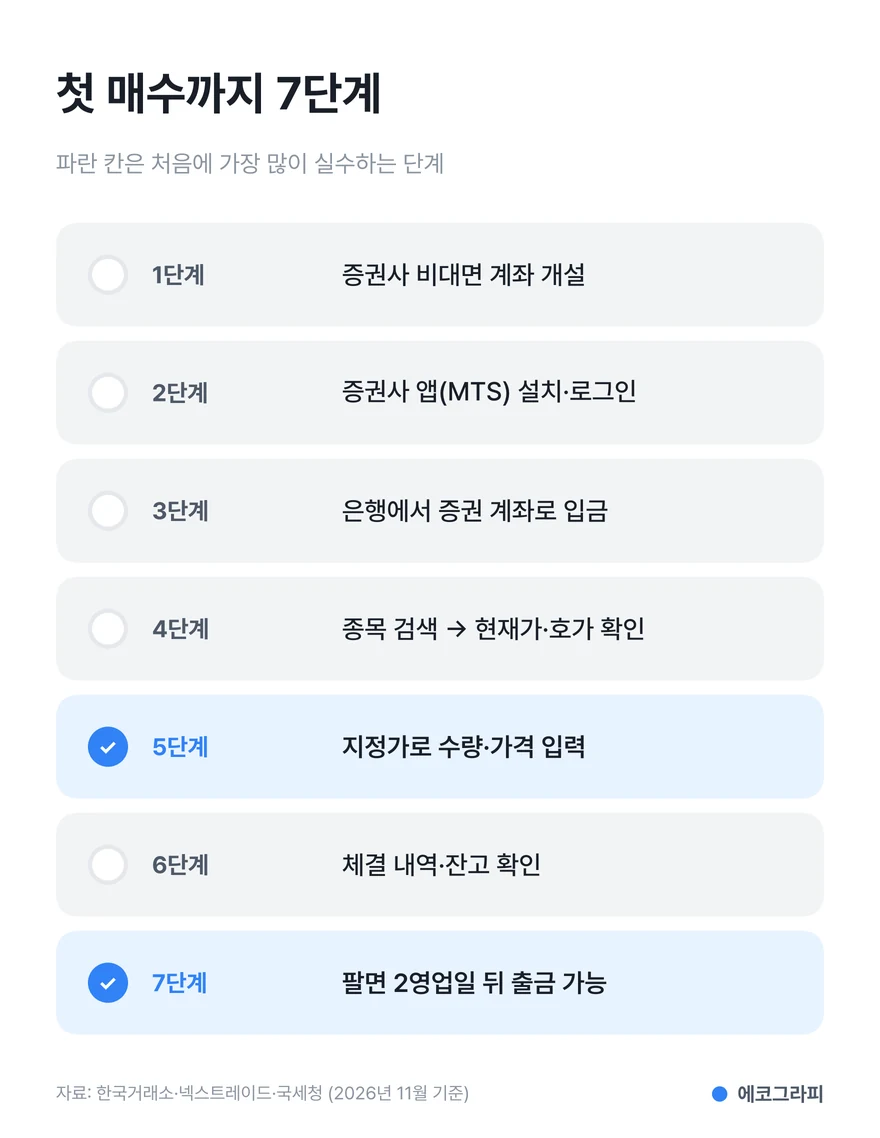 첫 매수까지 7단계
파란 칸은 처음에 가장 많이 실수하는 단계
1단계 증권사 비대면 계좌 개설
2단계 증권사 앱(MTS) 설치·로그인
3단계 은행에서 증권 계좌로 입금
4단계 종목 검색 → 현재가·호가 확인
5단계 지정가로 수량·가격 입력
6단계 체결 내역·잔고 확인
7단계 팔면 2영업일 뒤 출금 가능
자료: 한국거래소·넥스트레이드·국세청 (2026년 11월 기준)
에코그라피